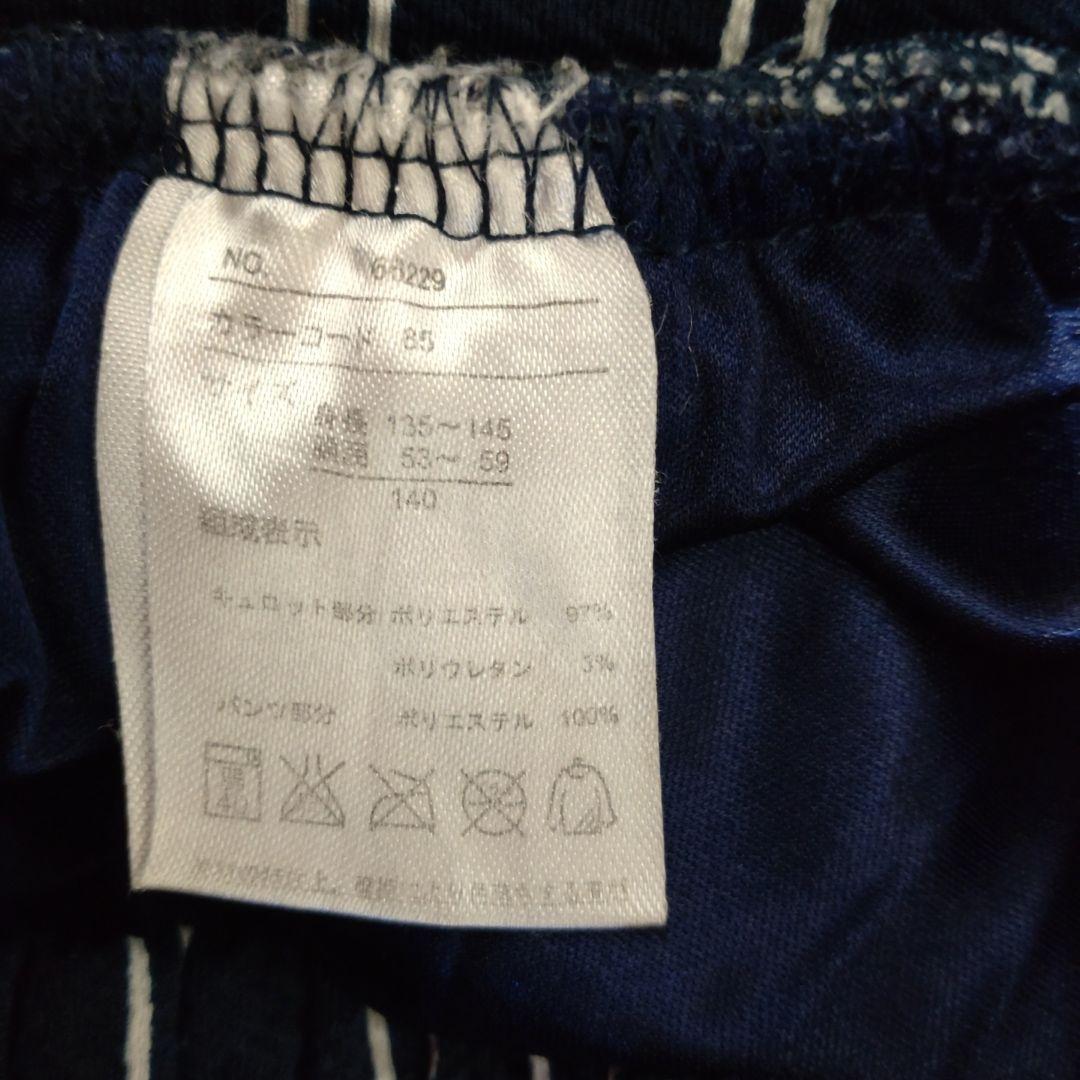 NO. 66229
カラーコード 85
サイズ
身長 135～145
胴囲 53～ 59
140
組成表示
キュロット部分 ポリエステル 97%
ポリウレタン 3%
パンツ部分 ポリエステル 100%